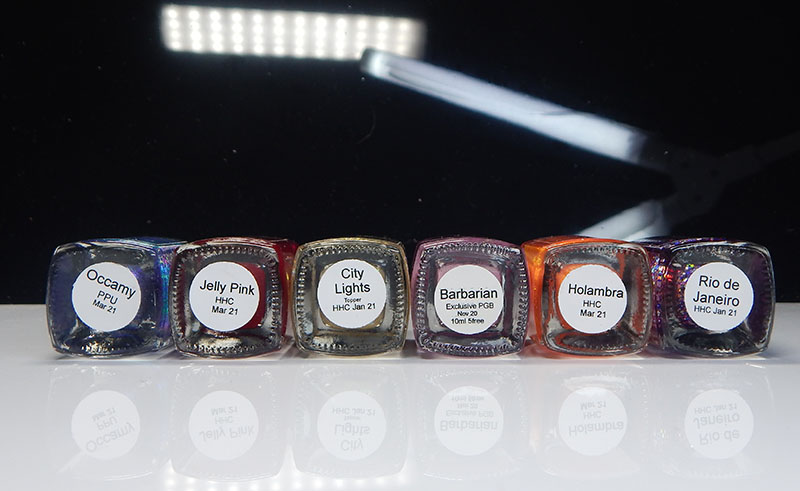 Occamy
PPU
Mar 21
Jelly Pink
HHC
Mar 21
City
Lights
Topper
HHC Jan 21
Barbarian
Exclusive PGB
Nov 20
10ml 5free
Holambra
HHC
Mar 21
Rio de
Janeiro
HHC Jan 21